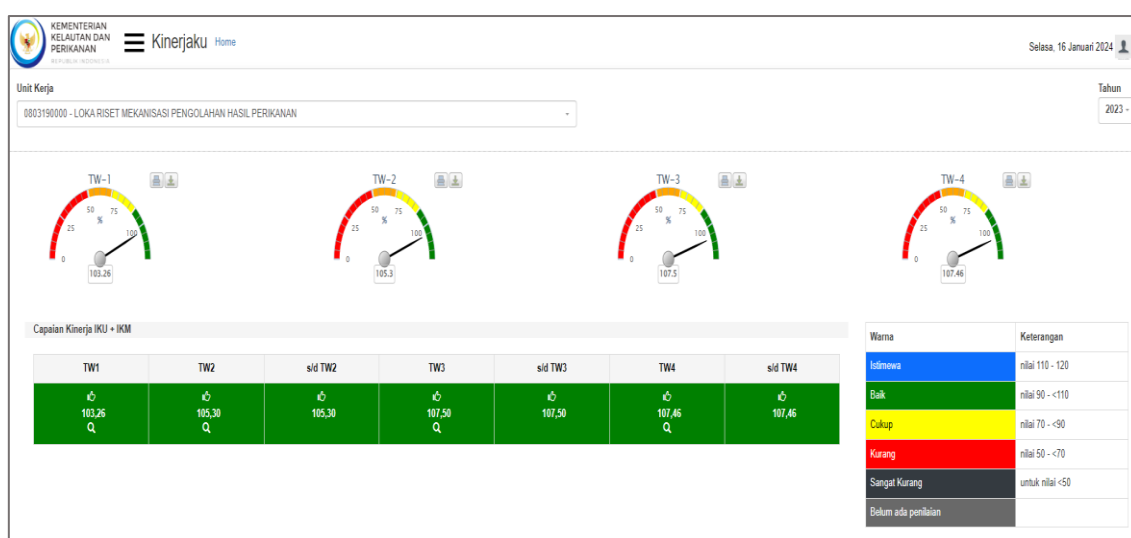 KEMENTERIAN
KELAUTAN DAN
PERIKANAN
REPUBLIK INDONESIA
Kinerjaku Home
Selasa, 16 Januari 2024
Unit Kerja
Tahun
0803190000 - LOKA RISET MEKANISASI PENGOLAHAN HASIL PERIKANAN
2023
TW-1
0 25 50 75 100
%
103.26
TW-2
0 25 50 75 100
%
105.3
TW-3
0 25 50 75 100
%
107.5
TW-4
0 25 50 75 100
%
107.46
Capaian Kinerja IKU + IKM
TW1 TW2 s/d TW2 TW3 s/d TW3 TW4 s/d TW4
103,26 105,30 105,30 107,50 107,50 107,46 107,46
Warna Keterangan
Istimewa nilai 110 - 120
Baik nilai 90 - <110
Cukup nilai 70 - <90
Kurang nilai 50 - <70
Sangat Kurang untuk nilai <50
Belum ada penilaian